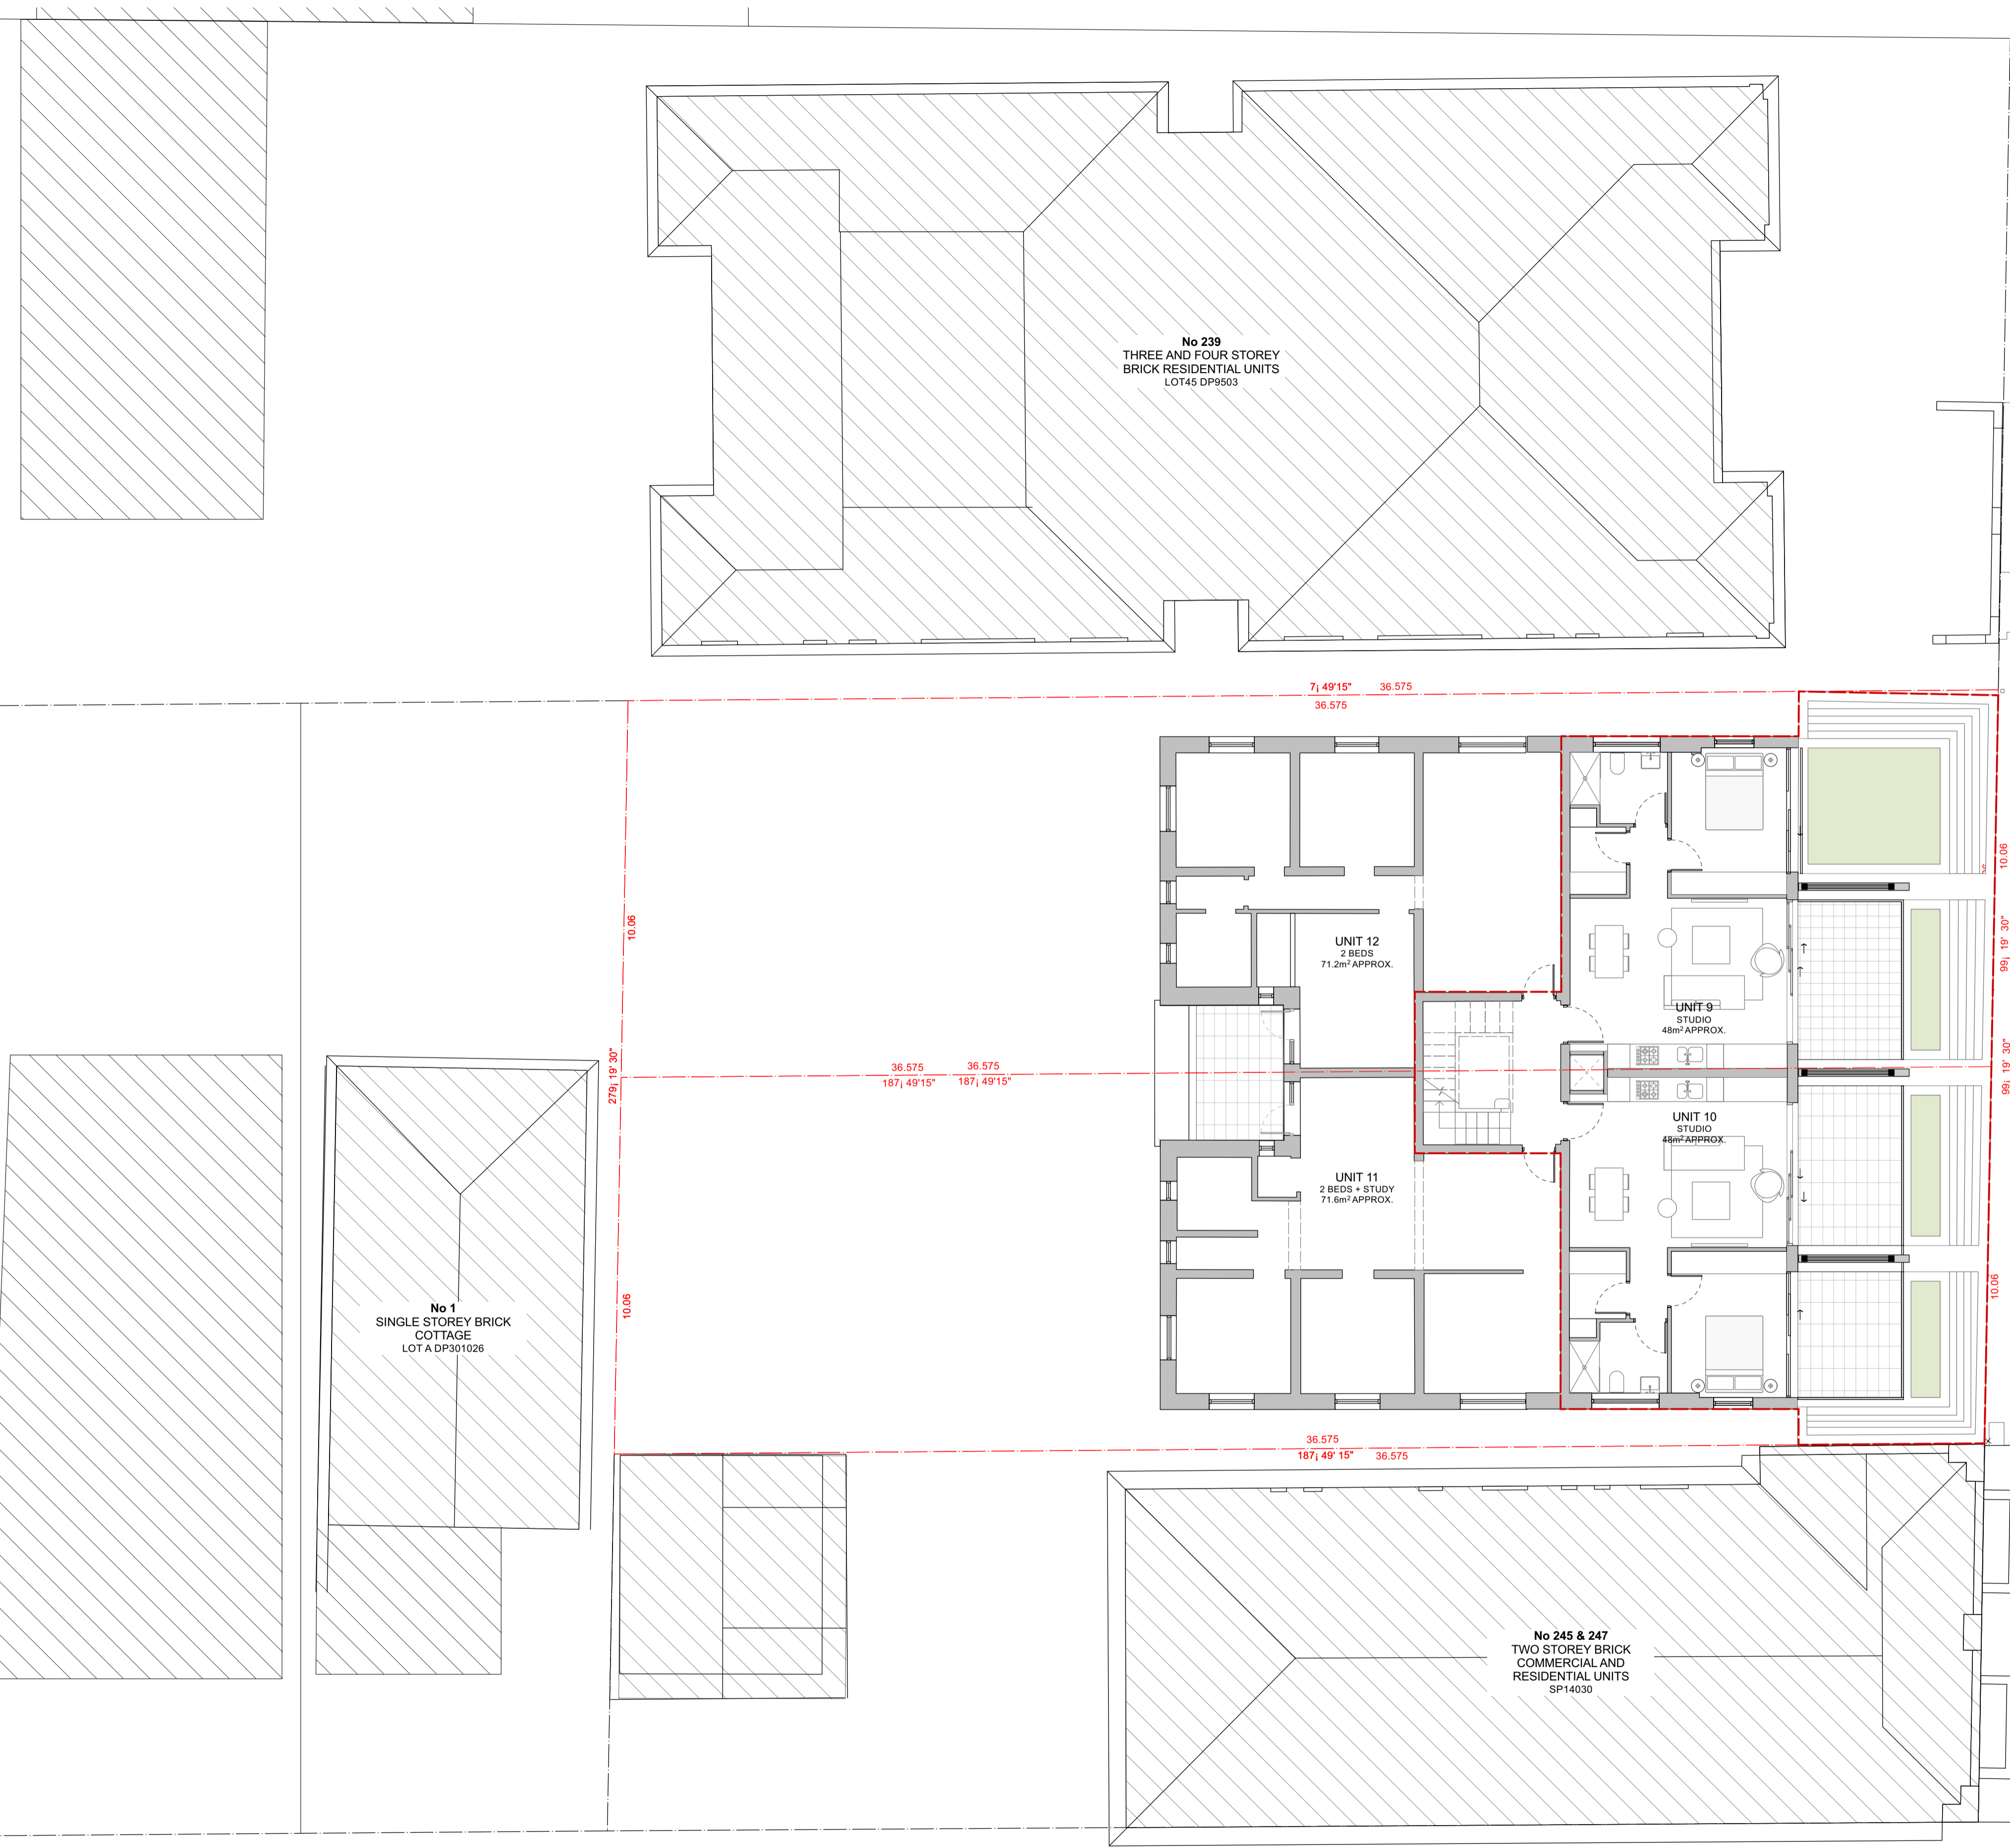 No 239
THREE AND FOUR STOREY
BRICK RESIDENTIAL UNITS
LOT45 DP9503
7¡ 49'15" 36.575
36.575
10.06
99¡ 19' 30"
10.06
UNIT 12
2 BEDS
71.2m² APPROX.
UNIT 9
STUDIO
48m² APPROX.
279¡ 19' 30"
36.575 36.575
187¡ 49'15" 187¡ 49'15"
99¡ 19' 30"
UNIT 10
STUDIO
48m² APPROX.
UNIT 11
2 BEDS + STUDY
71.6m² APPROX.
10.06
10.06
No 1
SINGLE STOREY BRICK
COTTAGE
LOT A DP301026
36.575
187¡ 49' 15" 36.575
No 245 & 247
TWO STOREY BRICK
COMMERCIAL AND
RESIDENTIAL UNITS
SP14030